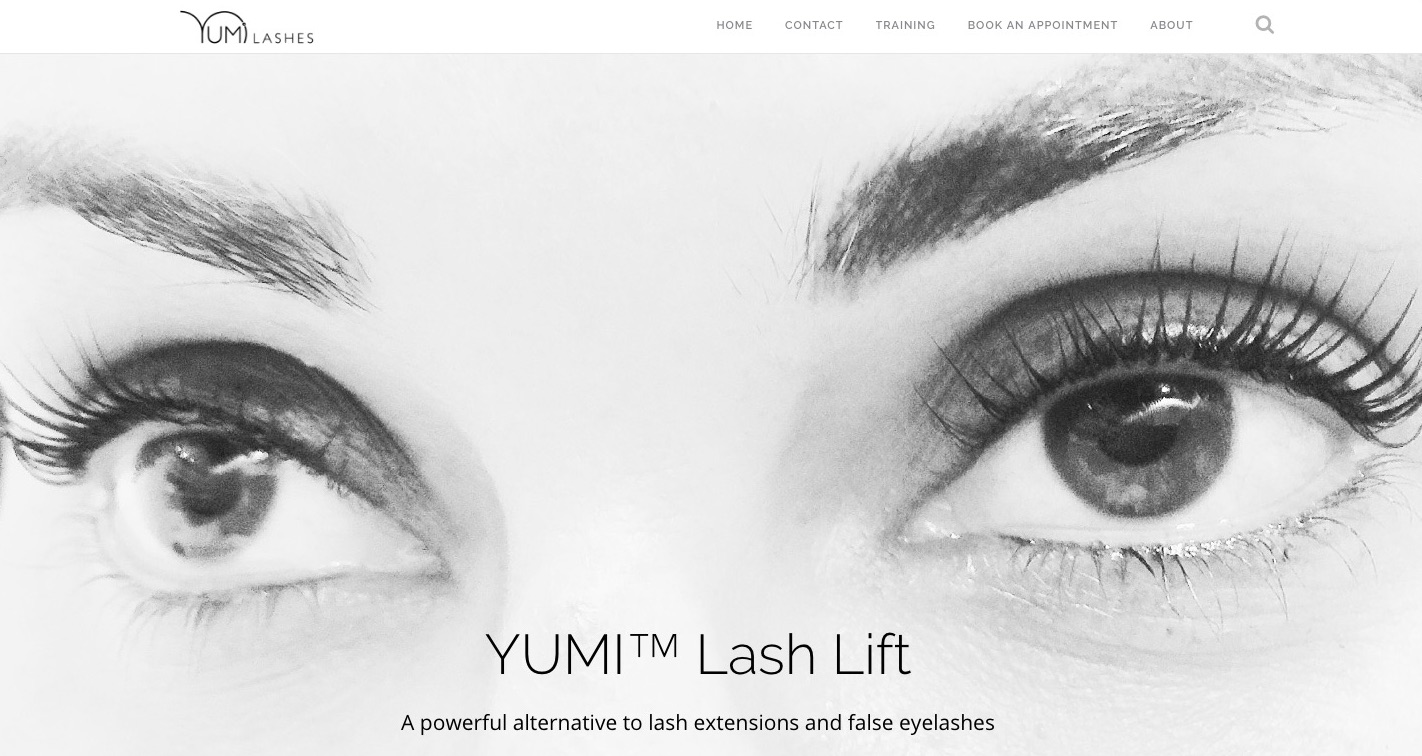 YUMI LASHES
HOME CONTACT TRAINING BOOK AN APPOINTMENT ABOUT
YUMI™ Lash Lift
A powerful alternative to lash extensions and false eyelashes